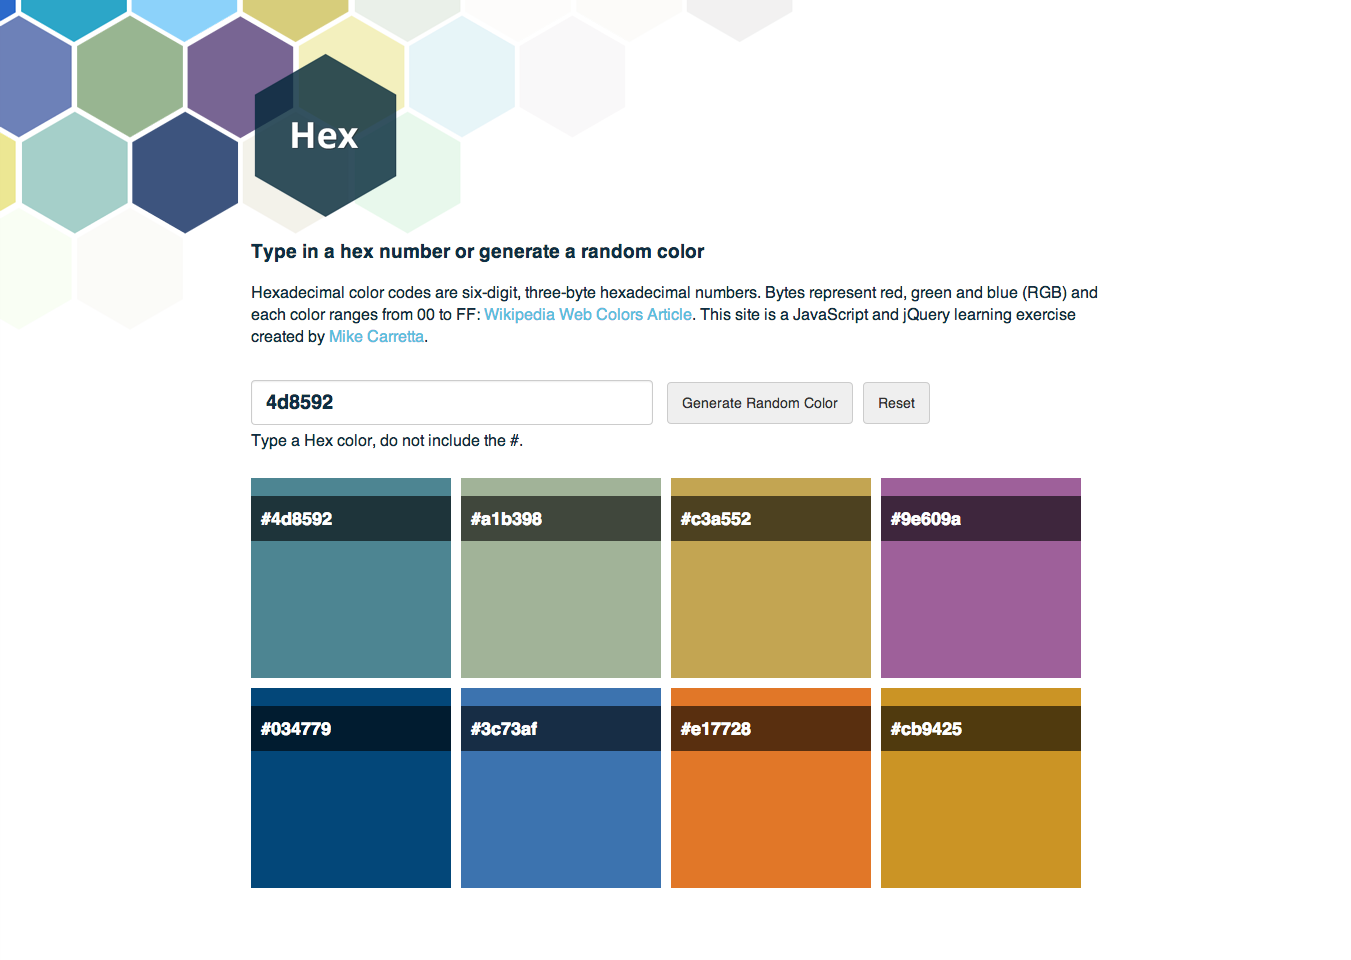 Hex
Type in a hex number or generate a random color
Hexadecimal color codes are six-digit, three-byte hexadecimal numbers. Bytes represent red, green and blue (RGB) and
each color ranges from 00 to FF: Wikipedia Web Colors Article. This site is a JavaScript and jQuery learning exercise
created by Mike Carretta.
4d8592 Generate Random Color Reset
Type a Hex color, do not include the #.
#4d8592 #a1b398 #c3a552 #9e609a
#034779 #3c73af #e17728 #cb9425